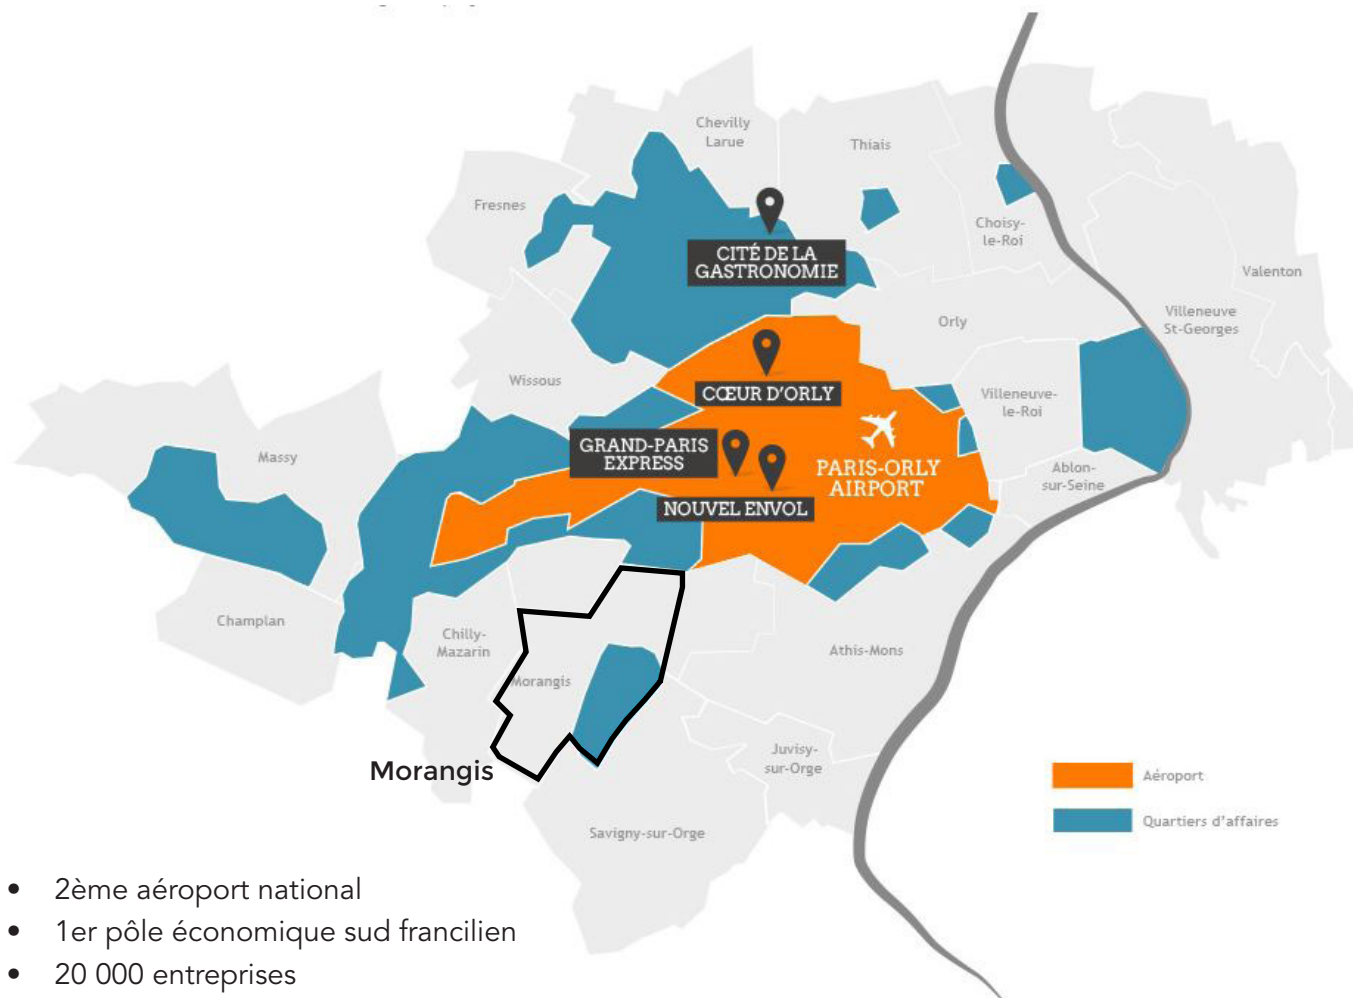 Chevilly
Larue
Thiais
Fresnes
Choisy-
le-Roi
CITÉ DE LA
GASTRONOMIE
Valenton
Villeneuve
St-Georges
Orly
Wissous
CŒUR D'ORLY
Villeneuve-
le-Roi
GRAND-PARIS
EXPRESS
Massy
PARIS-ORLY
AIRPORT
Ablon-
sur-Seine
NOUVEL ENVOL
Champlan
Chilly-
Mazarin
Athis-Mons
Morangis
Morangis
Juvisy-
sur-Orge
Aéroport
Quartiers d'affaires
Savigny-sur-Orge
• 2ème aéroport national
• 1er pôle économique sud francilien
• 20 000 entreprises